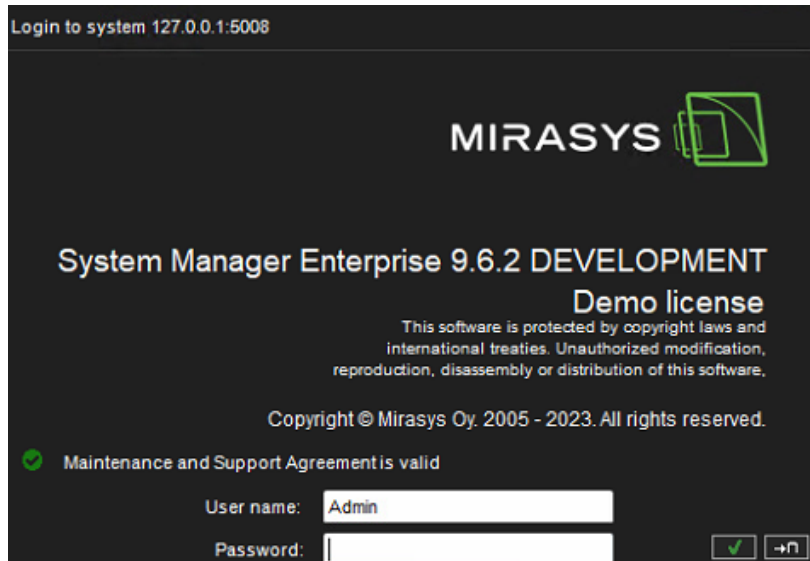 Login to system 127.0.0.1:5008
MIRASYS
System Manager Enterprise 9.6.2 DEVELOPMENT
Demo license
This software is protected by copyright laws and
international treaties. Unauthorized modification,
reproduction, disassembly or distribution of this software,
Copyright © Mirasys Oy. 2005 - 2023. All rights reserved.
Maintenance and Support Agreement is valid
User name: Admin
Password: